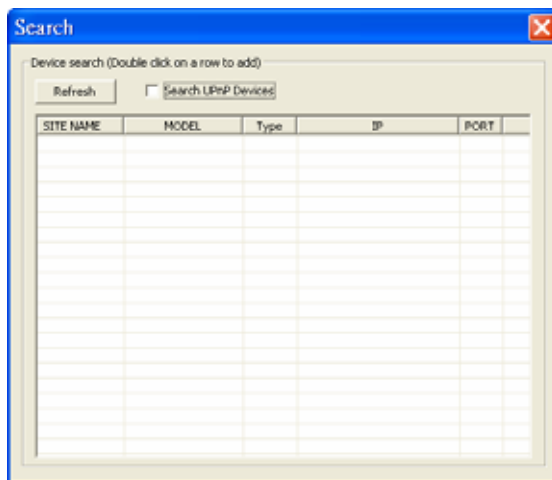 Search
Device search (Double click on a row to add)
Refresh Search UPnP Devices
SITE NAME MODEL Type IP PORT